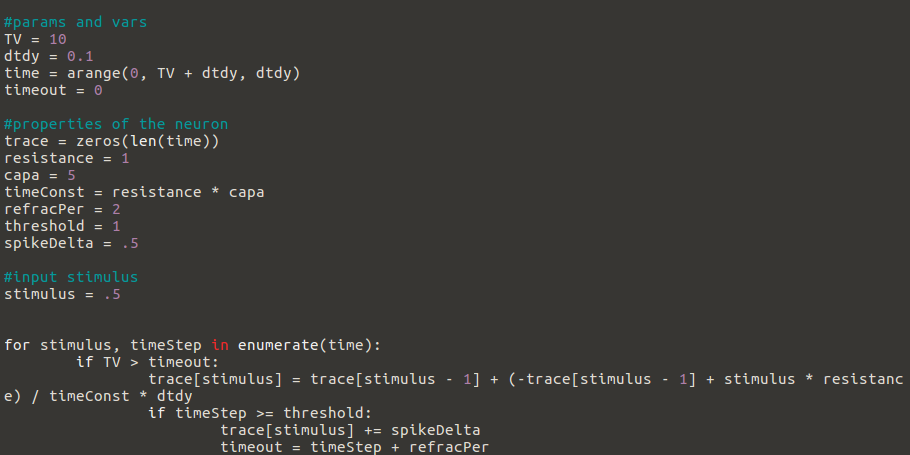 #params and vars
TV = 10
dtdy = 0.1
time = arange(0, TV + dtdy, dtdy)
timeout = 0

#properties of the neuron
trace = zeros(len(time))
resistance = 1
capa = 5
timeConst = resistance * capa
refracPer = 2
threshold = 1
spikeDelta = .5

#input stimulus
stimulus = .5


for stimulus, timeStep in enumerate(time):
        if TV > timeout:
                trace[stimulus] = trace[stimulus - 1] + (-trace[stimulus - 1] + stimulus * resistanc
e) / timeConst * dtdy
                if timeStep >= threshold:
                        trace[stimulus] += spikeDelta
                        timeout = timeStep + refracPer